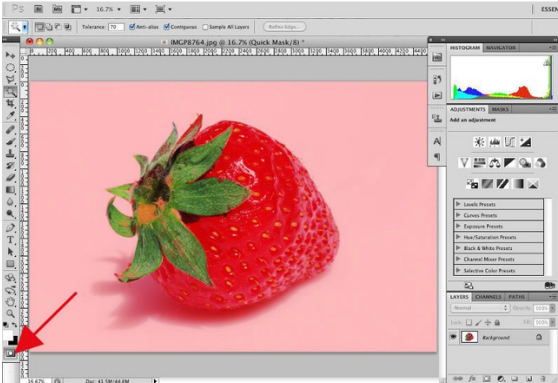 Ps 16.7% ESSEN
Tolerance: 70 Anti-alias Contiguous Sample All Layers Refine Edge...
IMGP8764.jpg @ 16.7% (Quick Mask/8) *
HISTOGRAM NAVIGATOR
ADJUSTMENTS MASKS
Add an adjustment
Levels Presets
Curves Presets
Exposure Presets
Hue/Saturation Presets
Black & White Presets
Channel Mixer Presets
Selective Color Presets
LAYERS CHANNELS PATHS
Normal Opacity: 100%
Lock: Fill: 100%
Background
16.67% Doc: 41.5M/44.4M